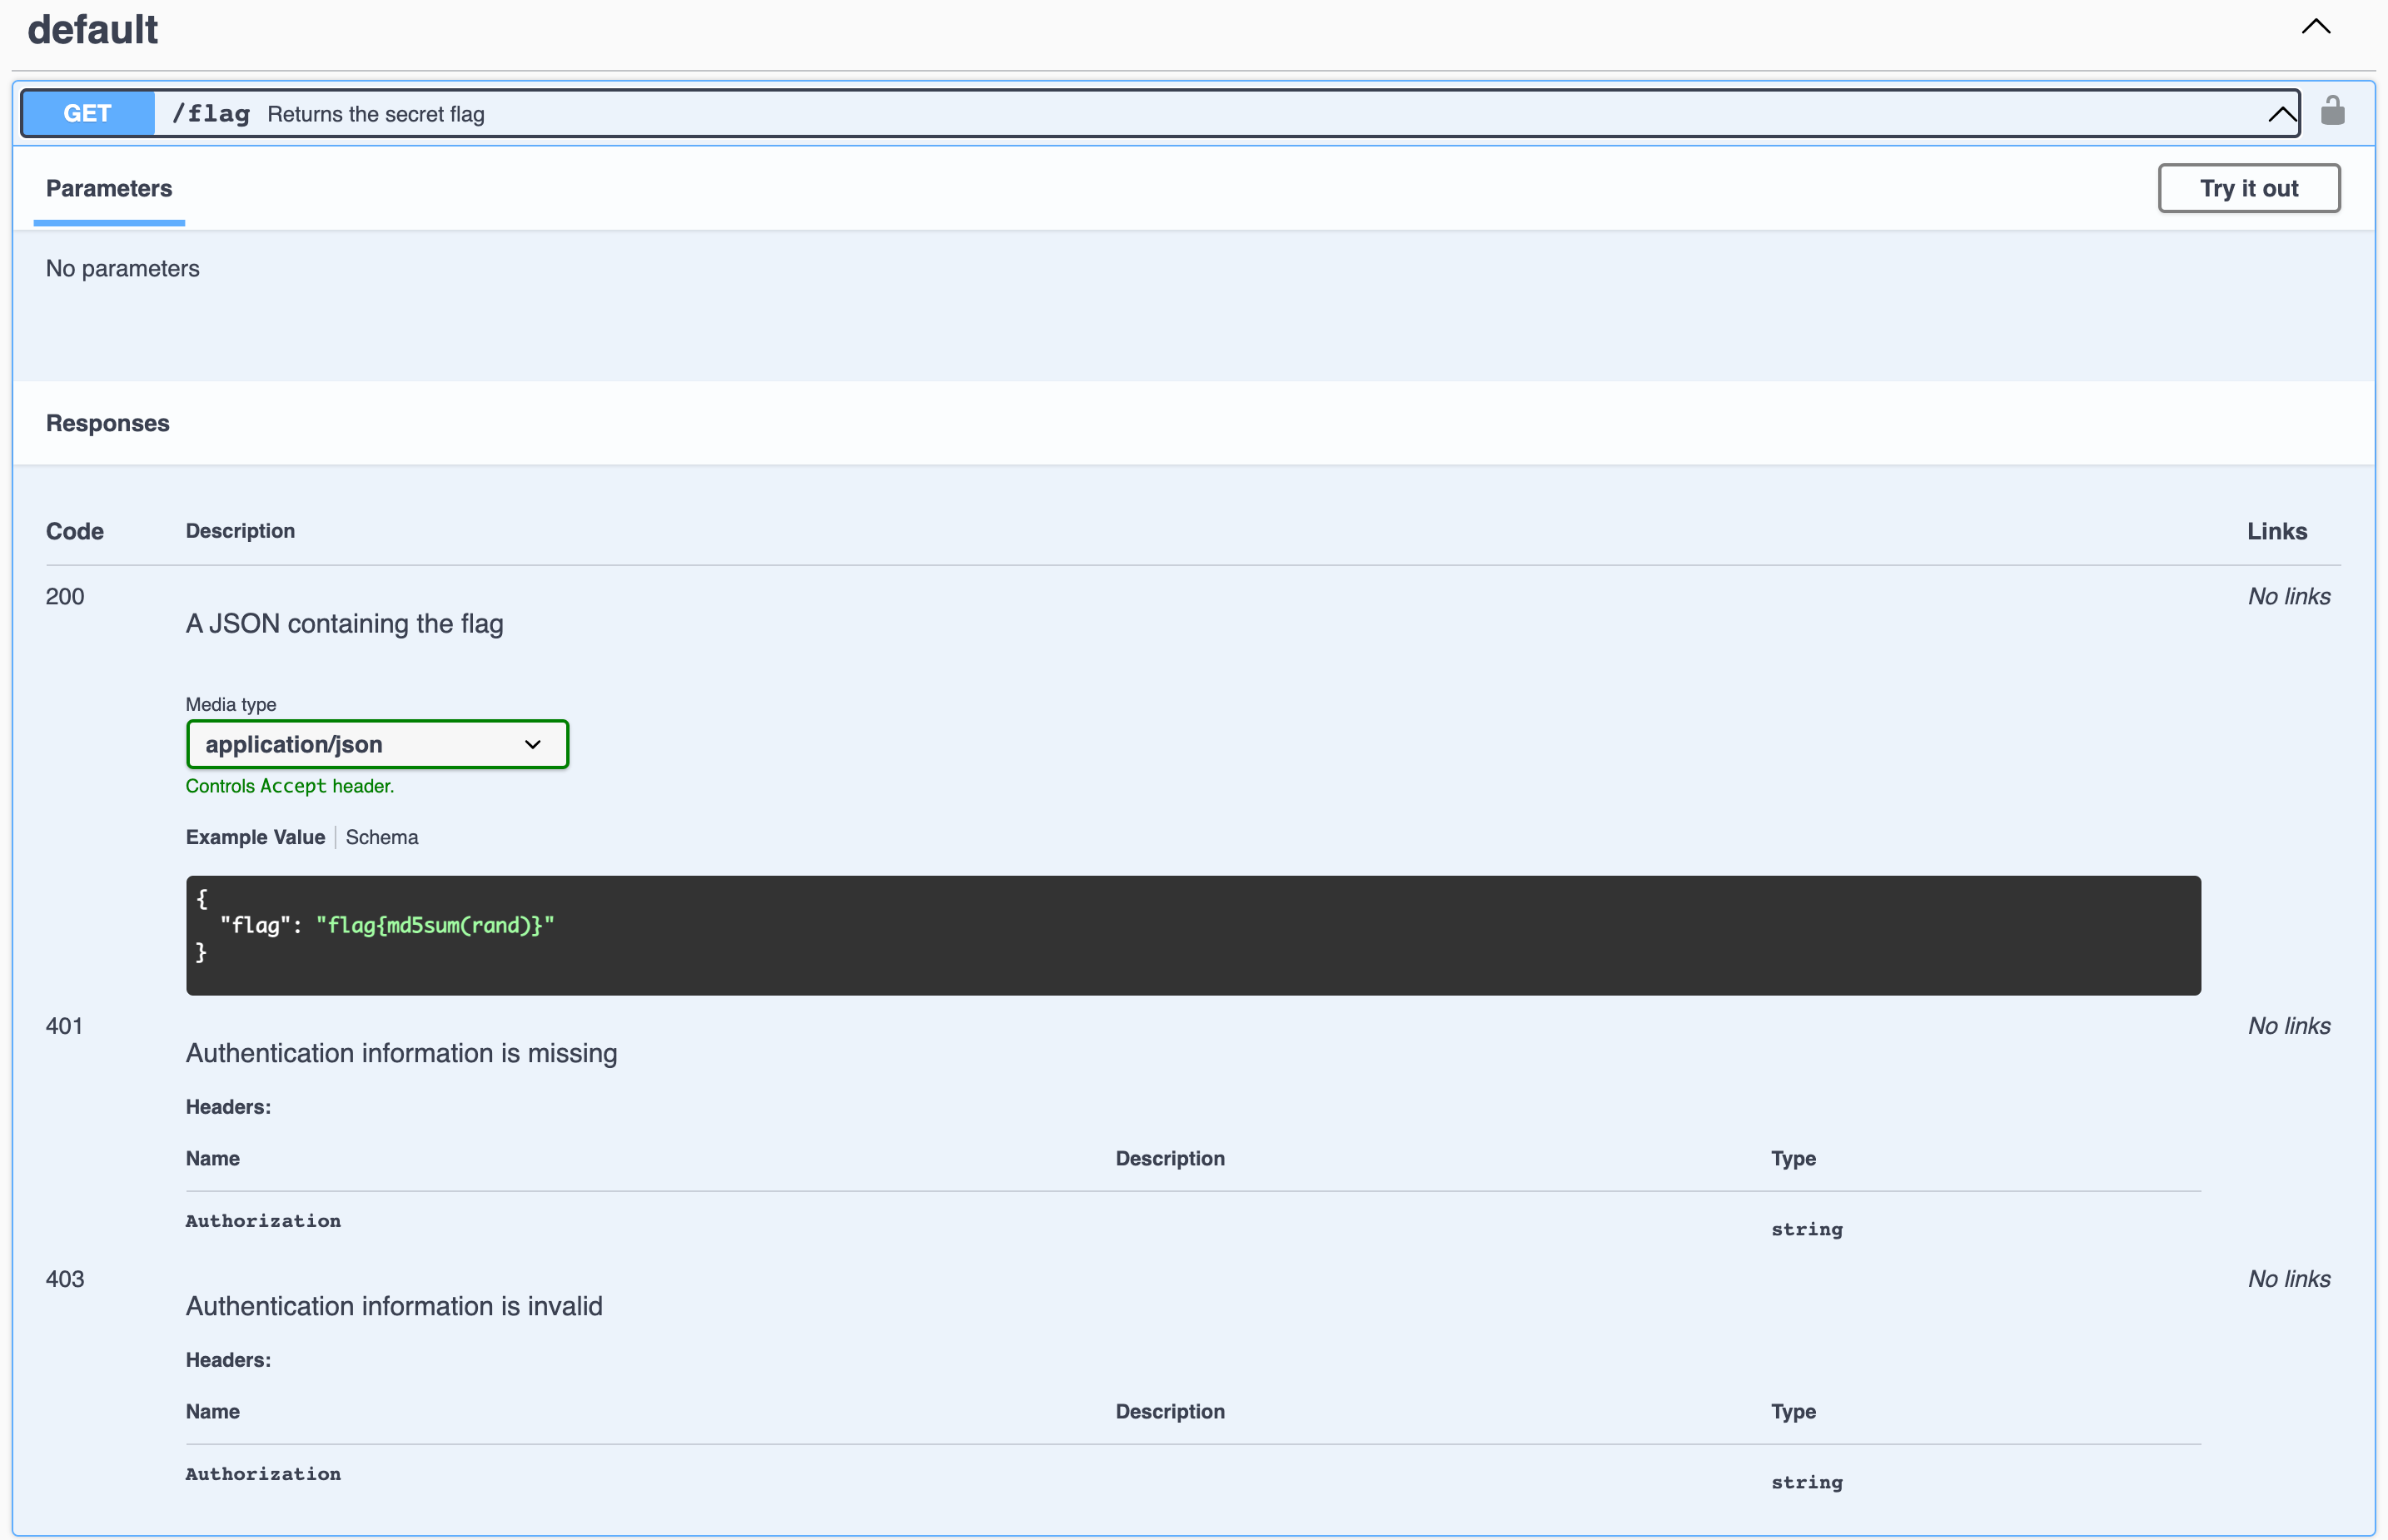 default
GET /flag Returns the secret flag
Parameters
Try it out
No parameters
Responses
Code Description Links
200 No links
A JSON containing the flag
Media type
application/json
Controls Accept header.
Example Value Schema
{
"flag": "flag{md5sum(rand)}"
}
401 No links
Authentication information is missing
Headers:
Name Description Type
Authorization string
403 No links
Authentication information is invalid
Headers:
Name Description Type
Authorization string